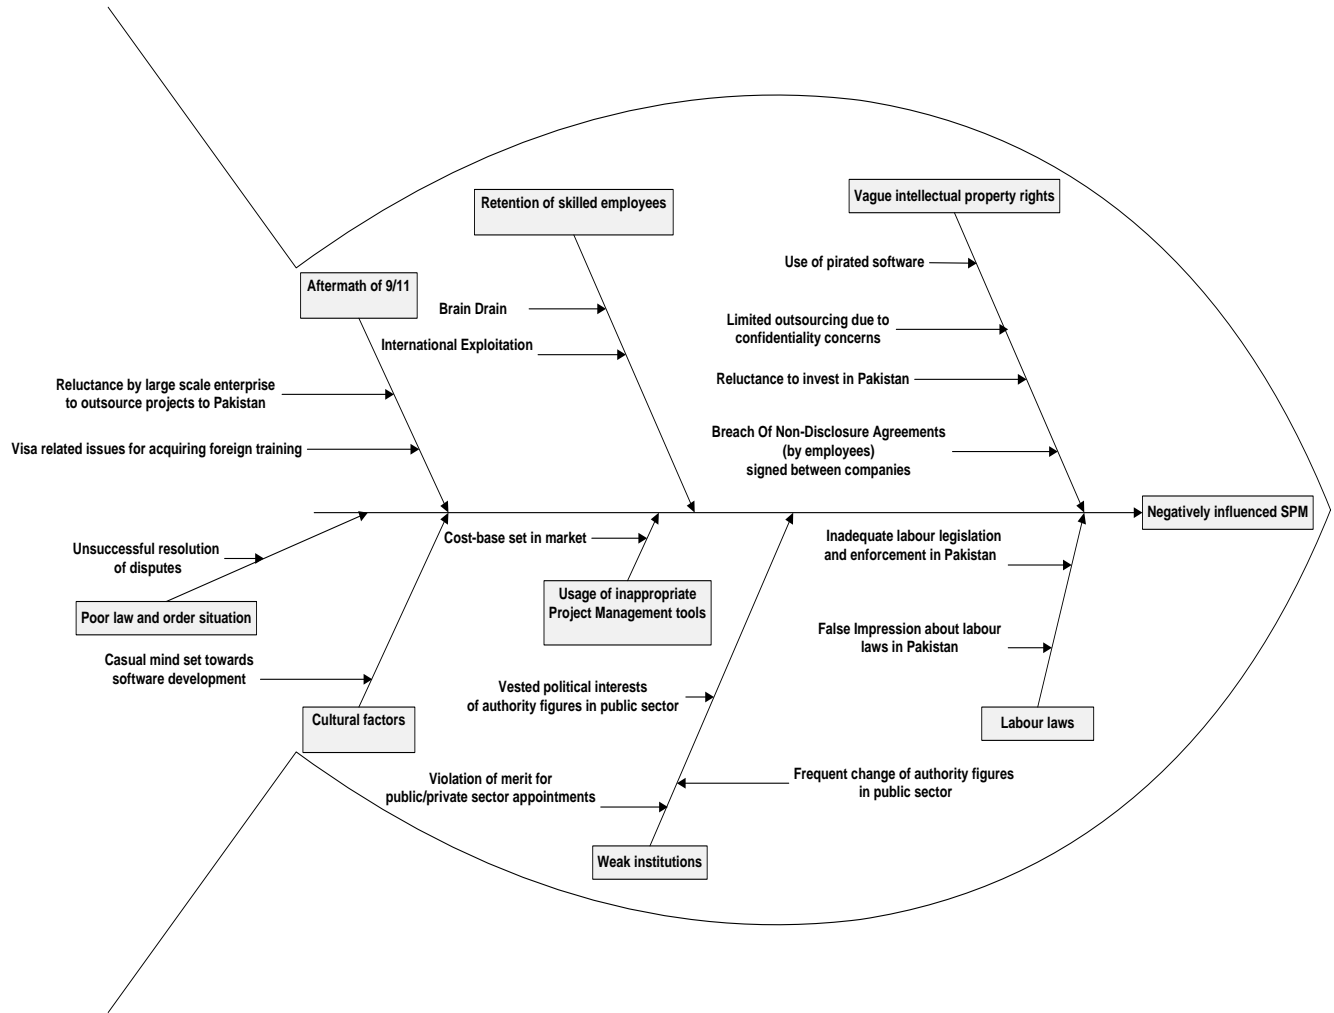 Retention of skilled employees
Vague intellectual property rights
Use of pirated software
Aftermath of 9/11
Brain Drain
Limited outsourcing due to
confidentiality concerns
International Exploitation
Reluctance by large scale enterprise
to outsource projects to Pakistan
Reluctance to invest in Pakistan
Visa related issues for acquiring foreign training
Breach Of Non-Disclosure Agreements
(by employees)
signed between companies
Negatively influenced SPM
Unsuccessful resolution
of disputes
Cost-base set in market
Inadequate labour legislation
and enforcement in Pakistan
Poor law and order situation
Usage of inappropriate
Project Management tools
False Impression about labour
laws in Pakistan
Casual mind set towards
software development
Vested political interests
of authority figures in public sector
Cultural factors
Labour laws
Violation of merit for
public/private sector appointments
Frequent change of authority figures
in public sector
Weak institutions